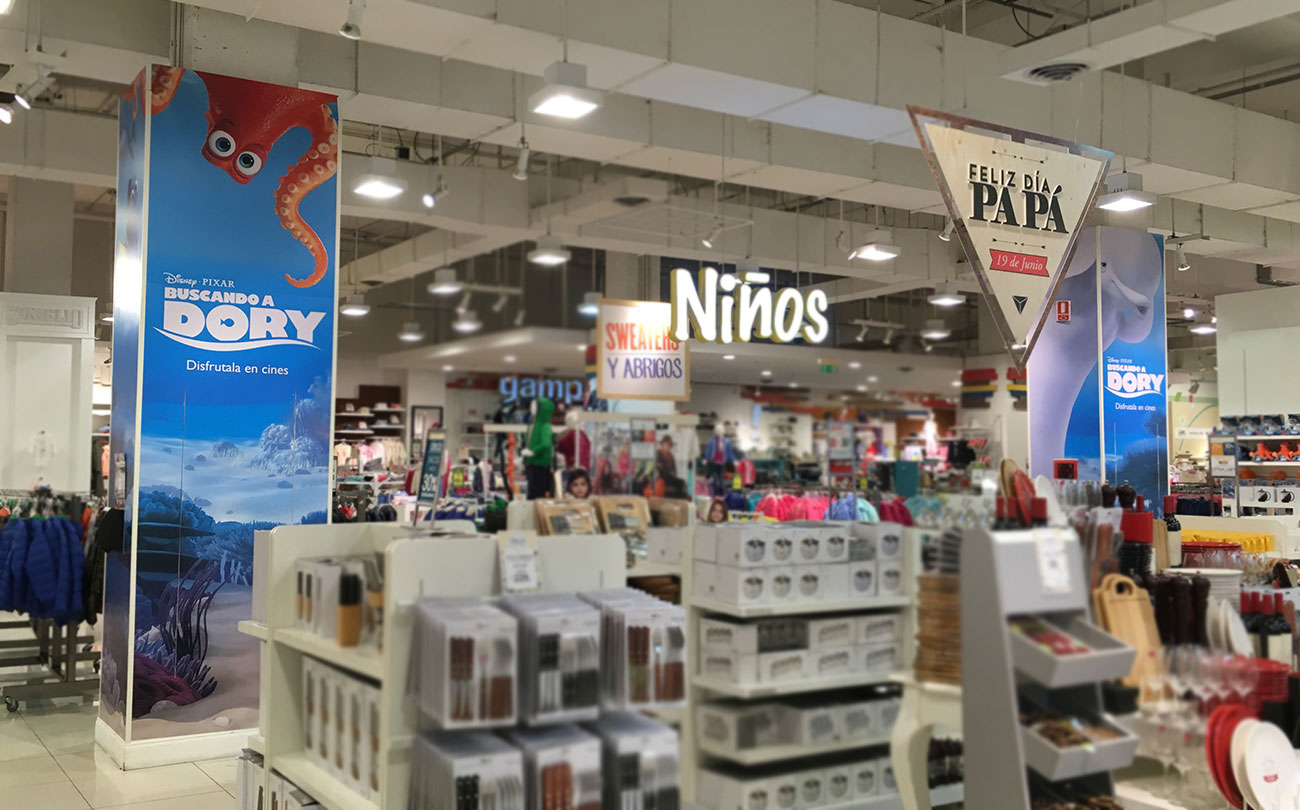 Disney · PIXAR
BUSCANDO A
DORY
Disfrutala en cines
SWEATERS
Y ABRIGOS
Niños
gamp
FELIZ DÍA
PAPÁ
19 de Junio
Disney · PIXAR
BUSCANDO A
DORY
Disfrutala en cines